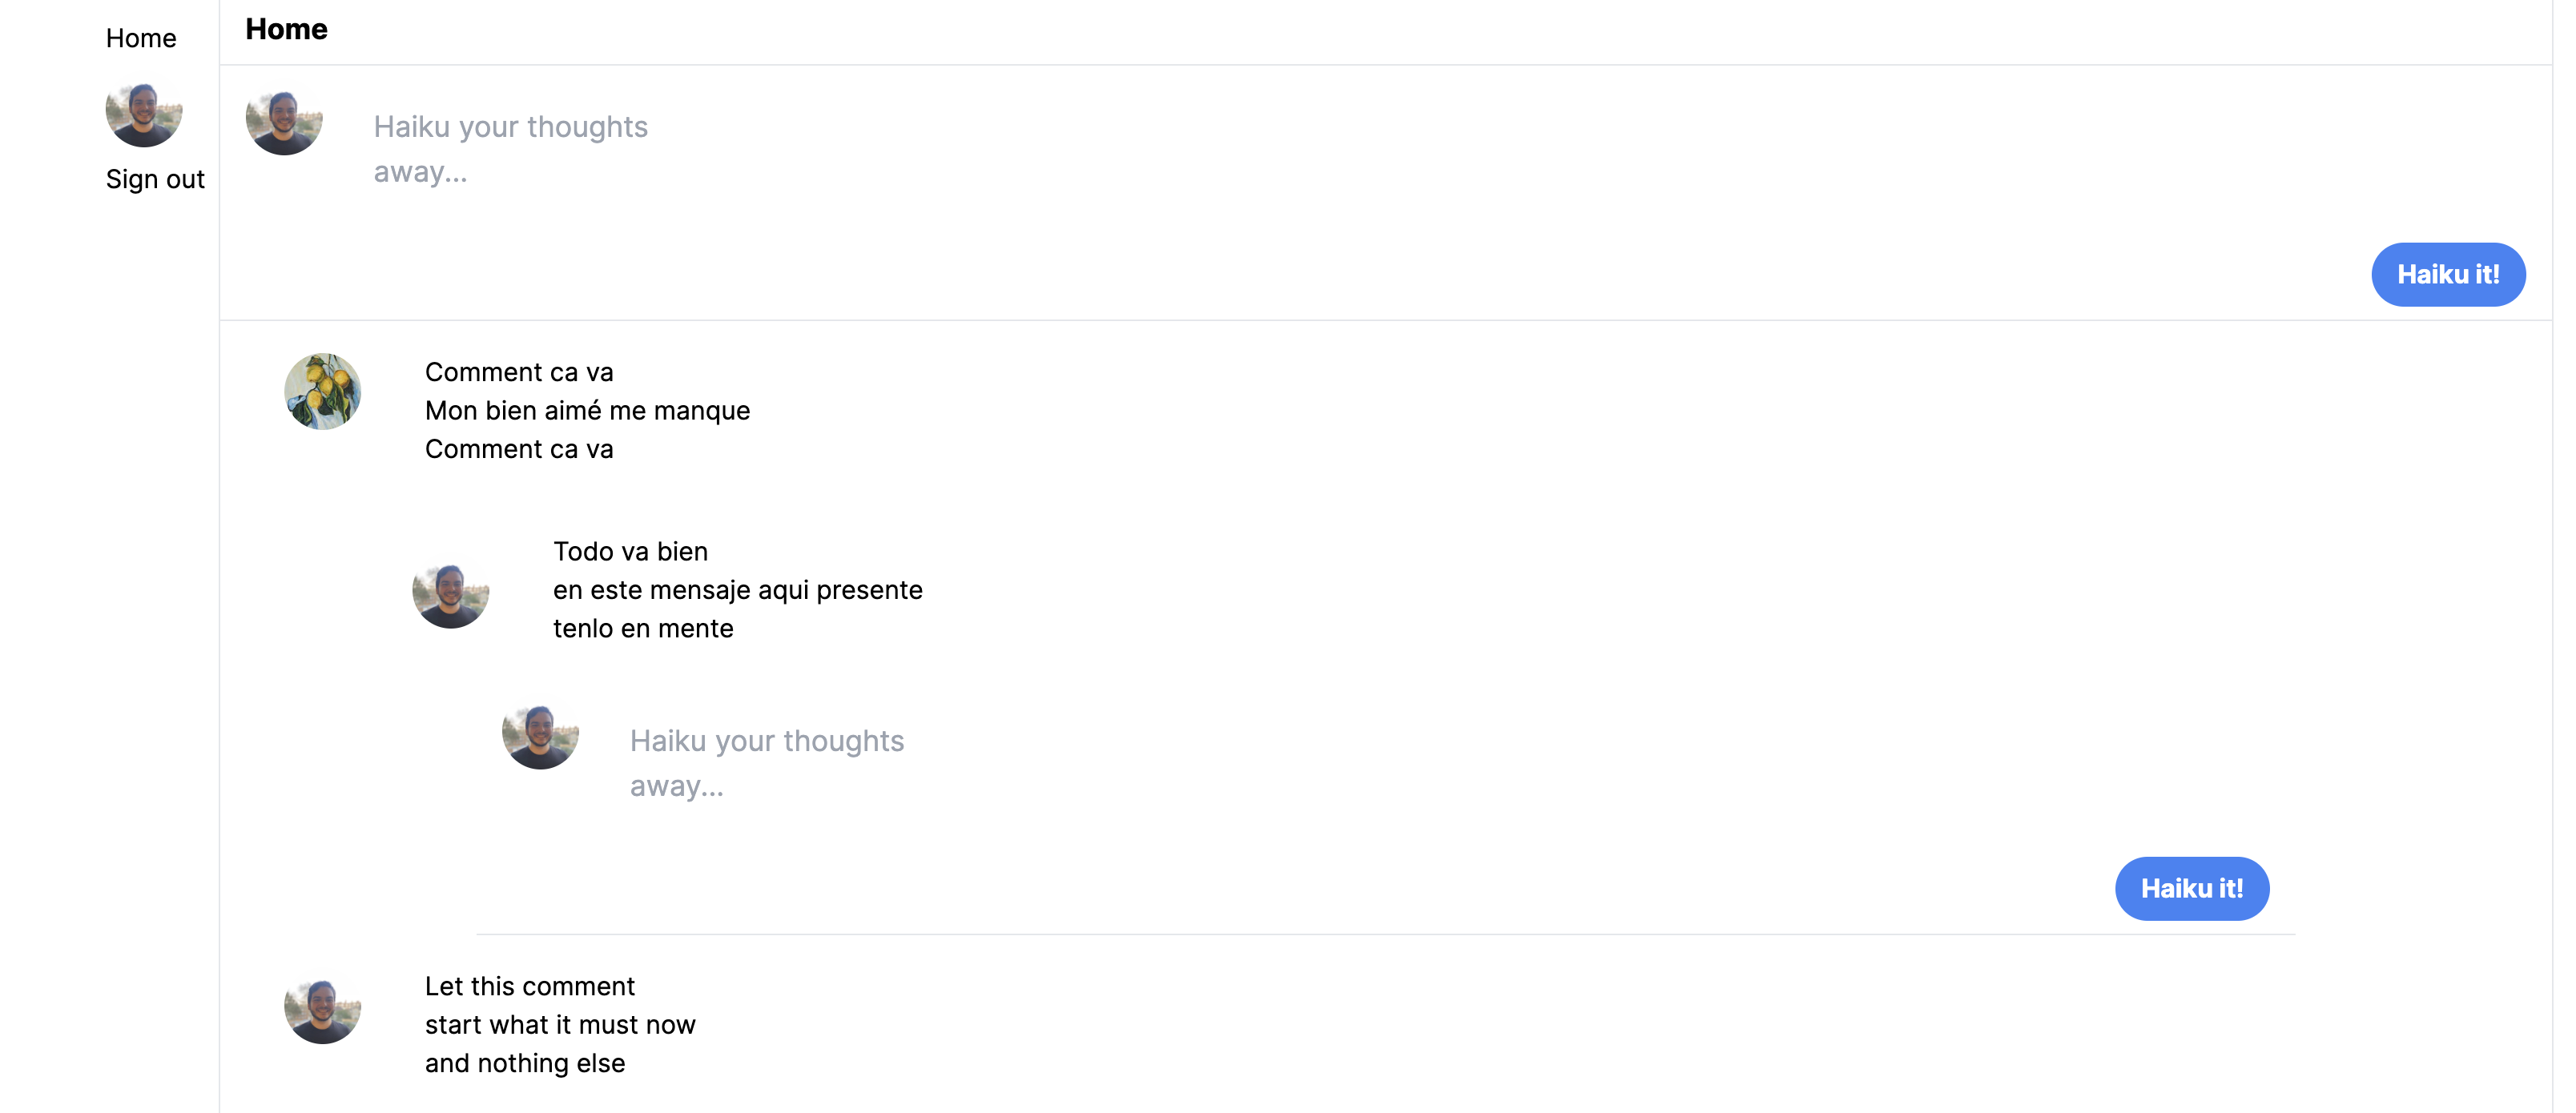 Home
Sign out
Home
Haiku your thoughts
away...
Haiku it!
Comment ca va
Mon bien aimé me manque
Comment ca va
Todo va bien
en este mensaje aqui presente
tenlo en mente
Haiku your thoughts
away...
Haiku it!
Let this comment
start what it must now
and nothing else